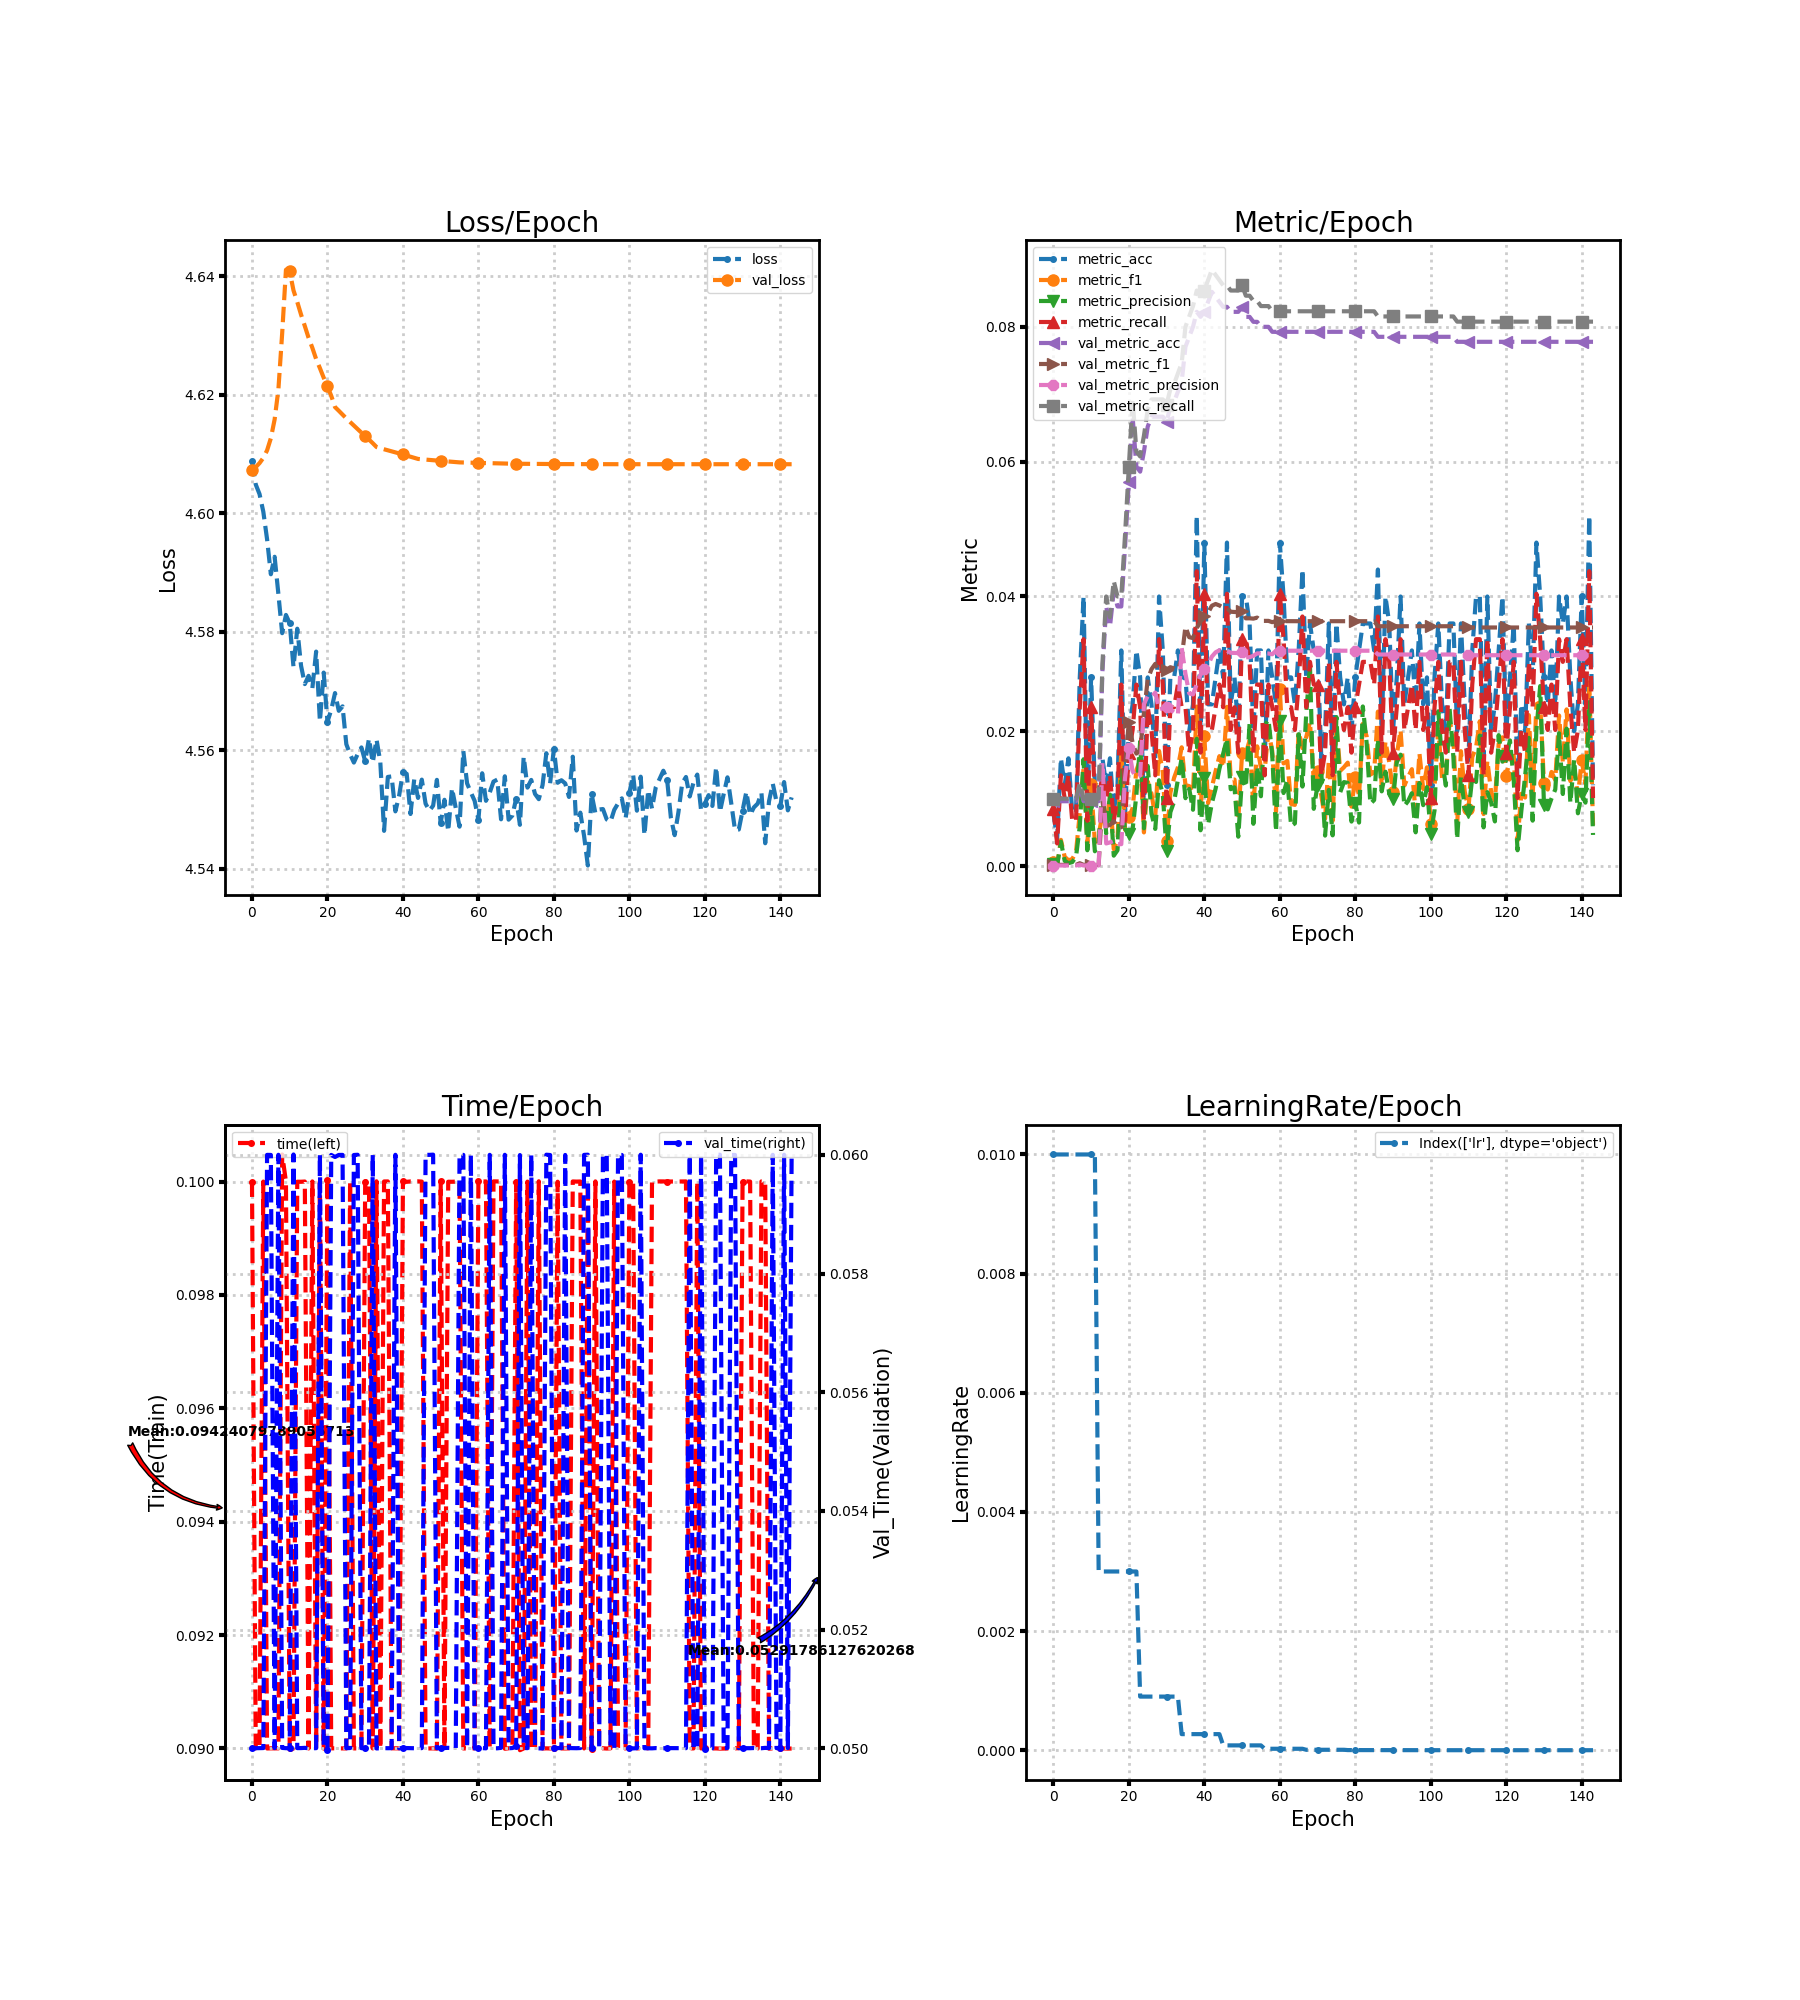 Loss/Epoch
loss
val_loss
4.64
4.62
4.60
4.58
4.56
4.54
Loss
0 20 40 60 80 100 120 140
Epoch
Metric/Epoch
metric_acc
metric_f1
metric_precision
metric_recall
val_metric_acc
val_metric_f1
val_metric_precision
val_metric_recall
0.08
0.06
0.04
0.02
0.00
Metric
0 20 40 60 80 100 120 140
Epoch
Time/Epoch
time(left)
val_time(right)
0.100
0.098
0.096
0.094
0.092
0.090
Time(Train)
0.060
0.058
0.056
0.054
0.052
0.050
Val_Time(Validation)
Mean:0.05291786127620268
0 20 40 60 80 100 120 140
Epoch
LearningRate/Epoch
Index(['lr'], dtype='object')
0.010
0.008
0.006
0.004
0.002
0.000
LearningRate
0 20 40 60 80 100 120 140
Epoch